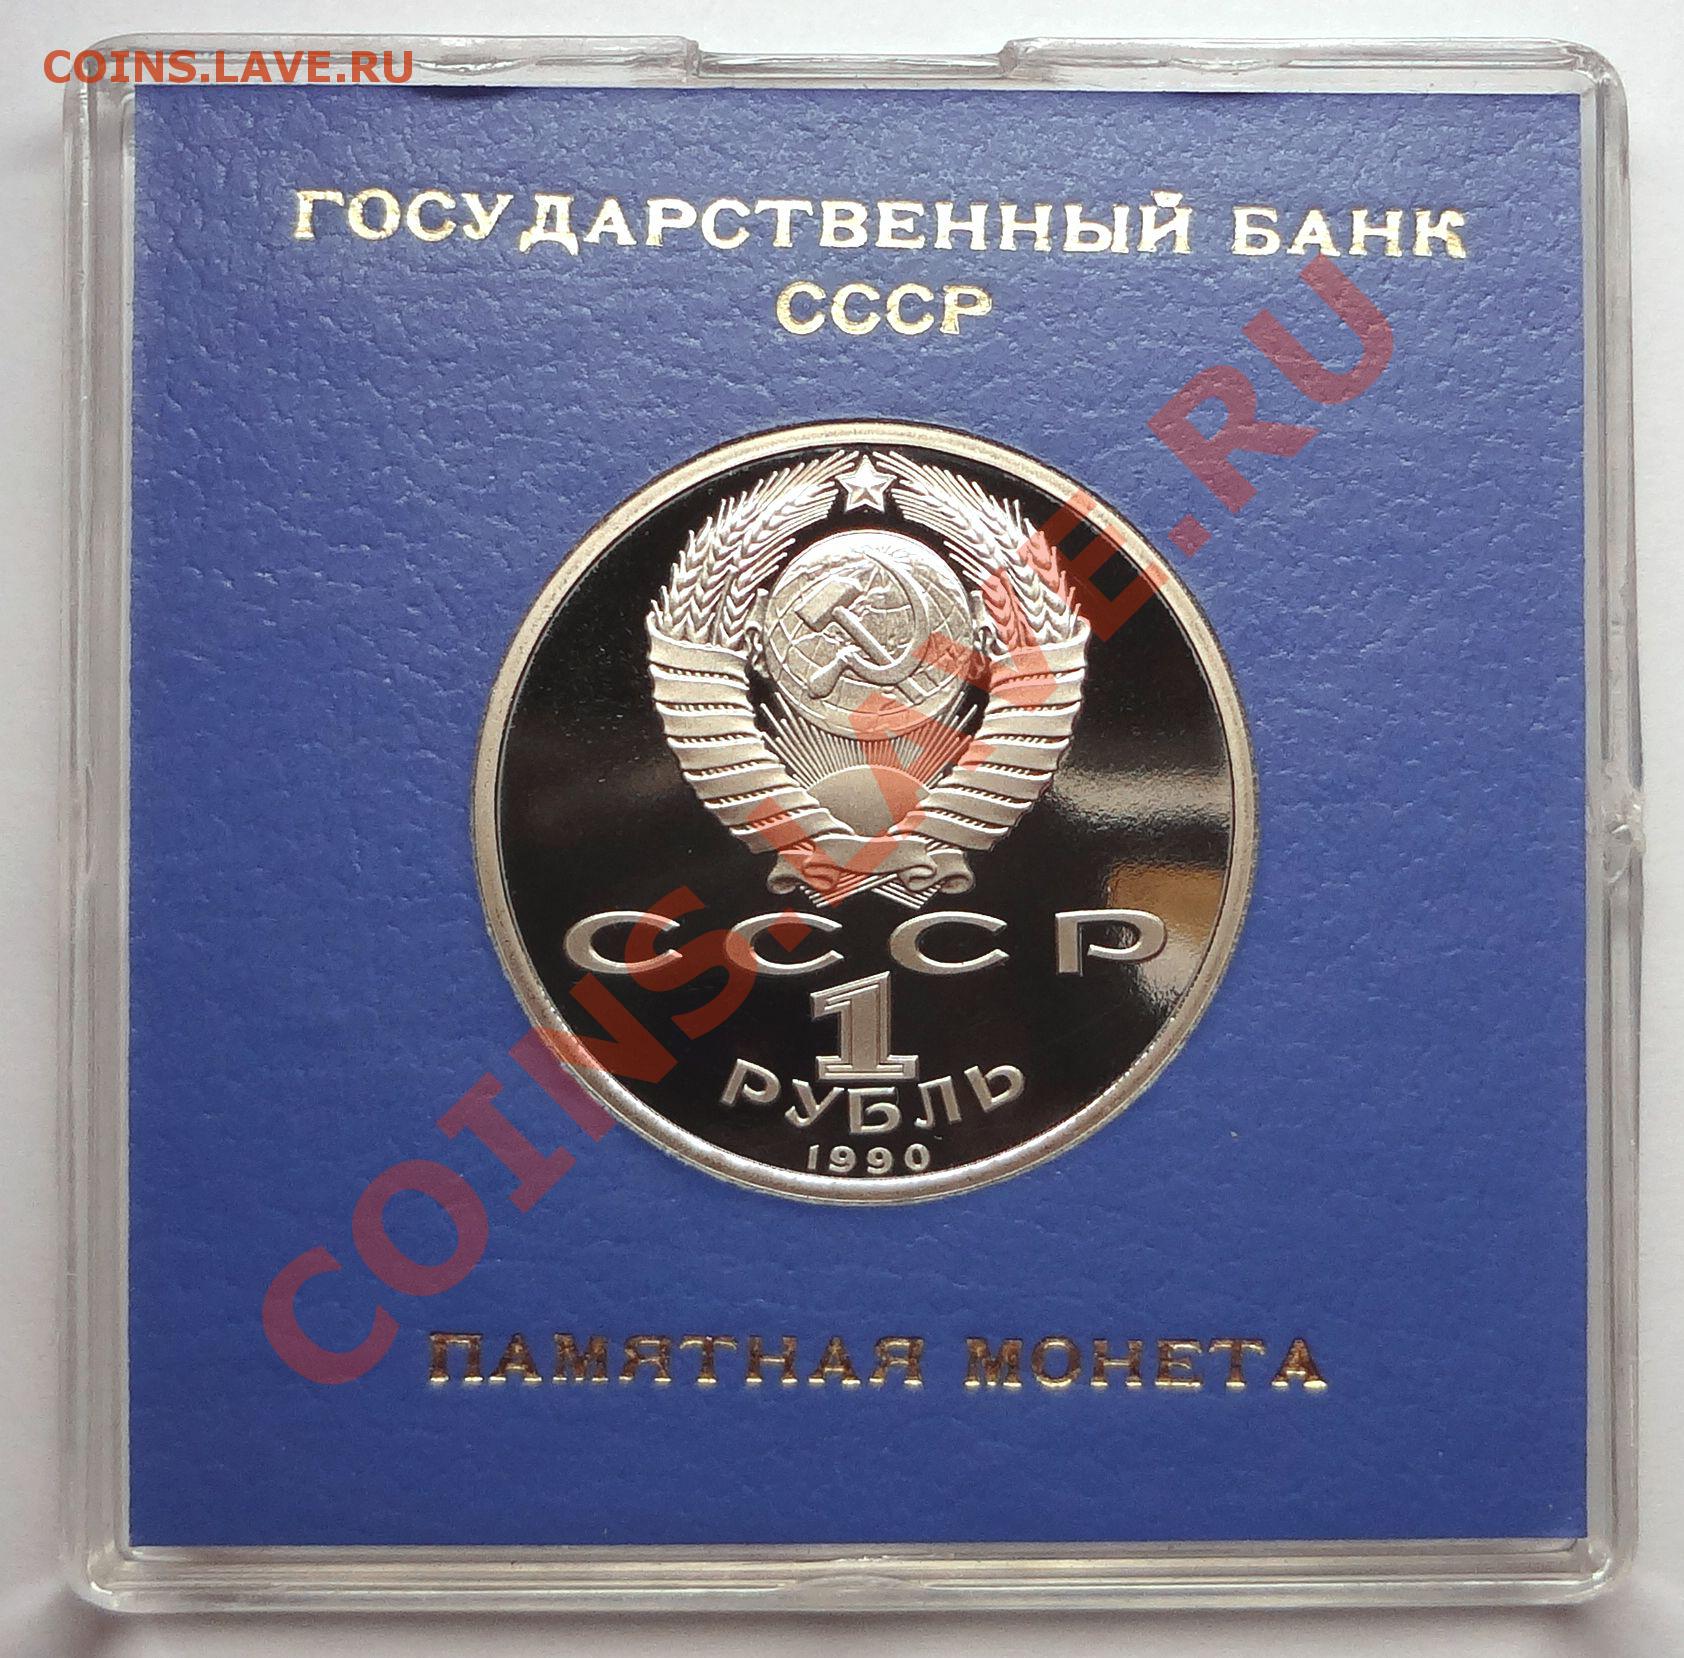 COINS.LAVE.RU
ГОСУДАРСТВЕННЫЙ БАНК
СССР
СССР
1
РУБЛЬ
1990
ПАМЯТНАЯ МОНЕТА
COINS.LAVE.RU